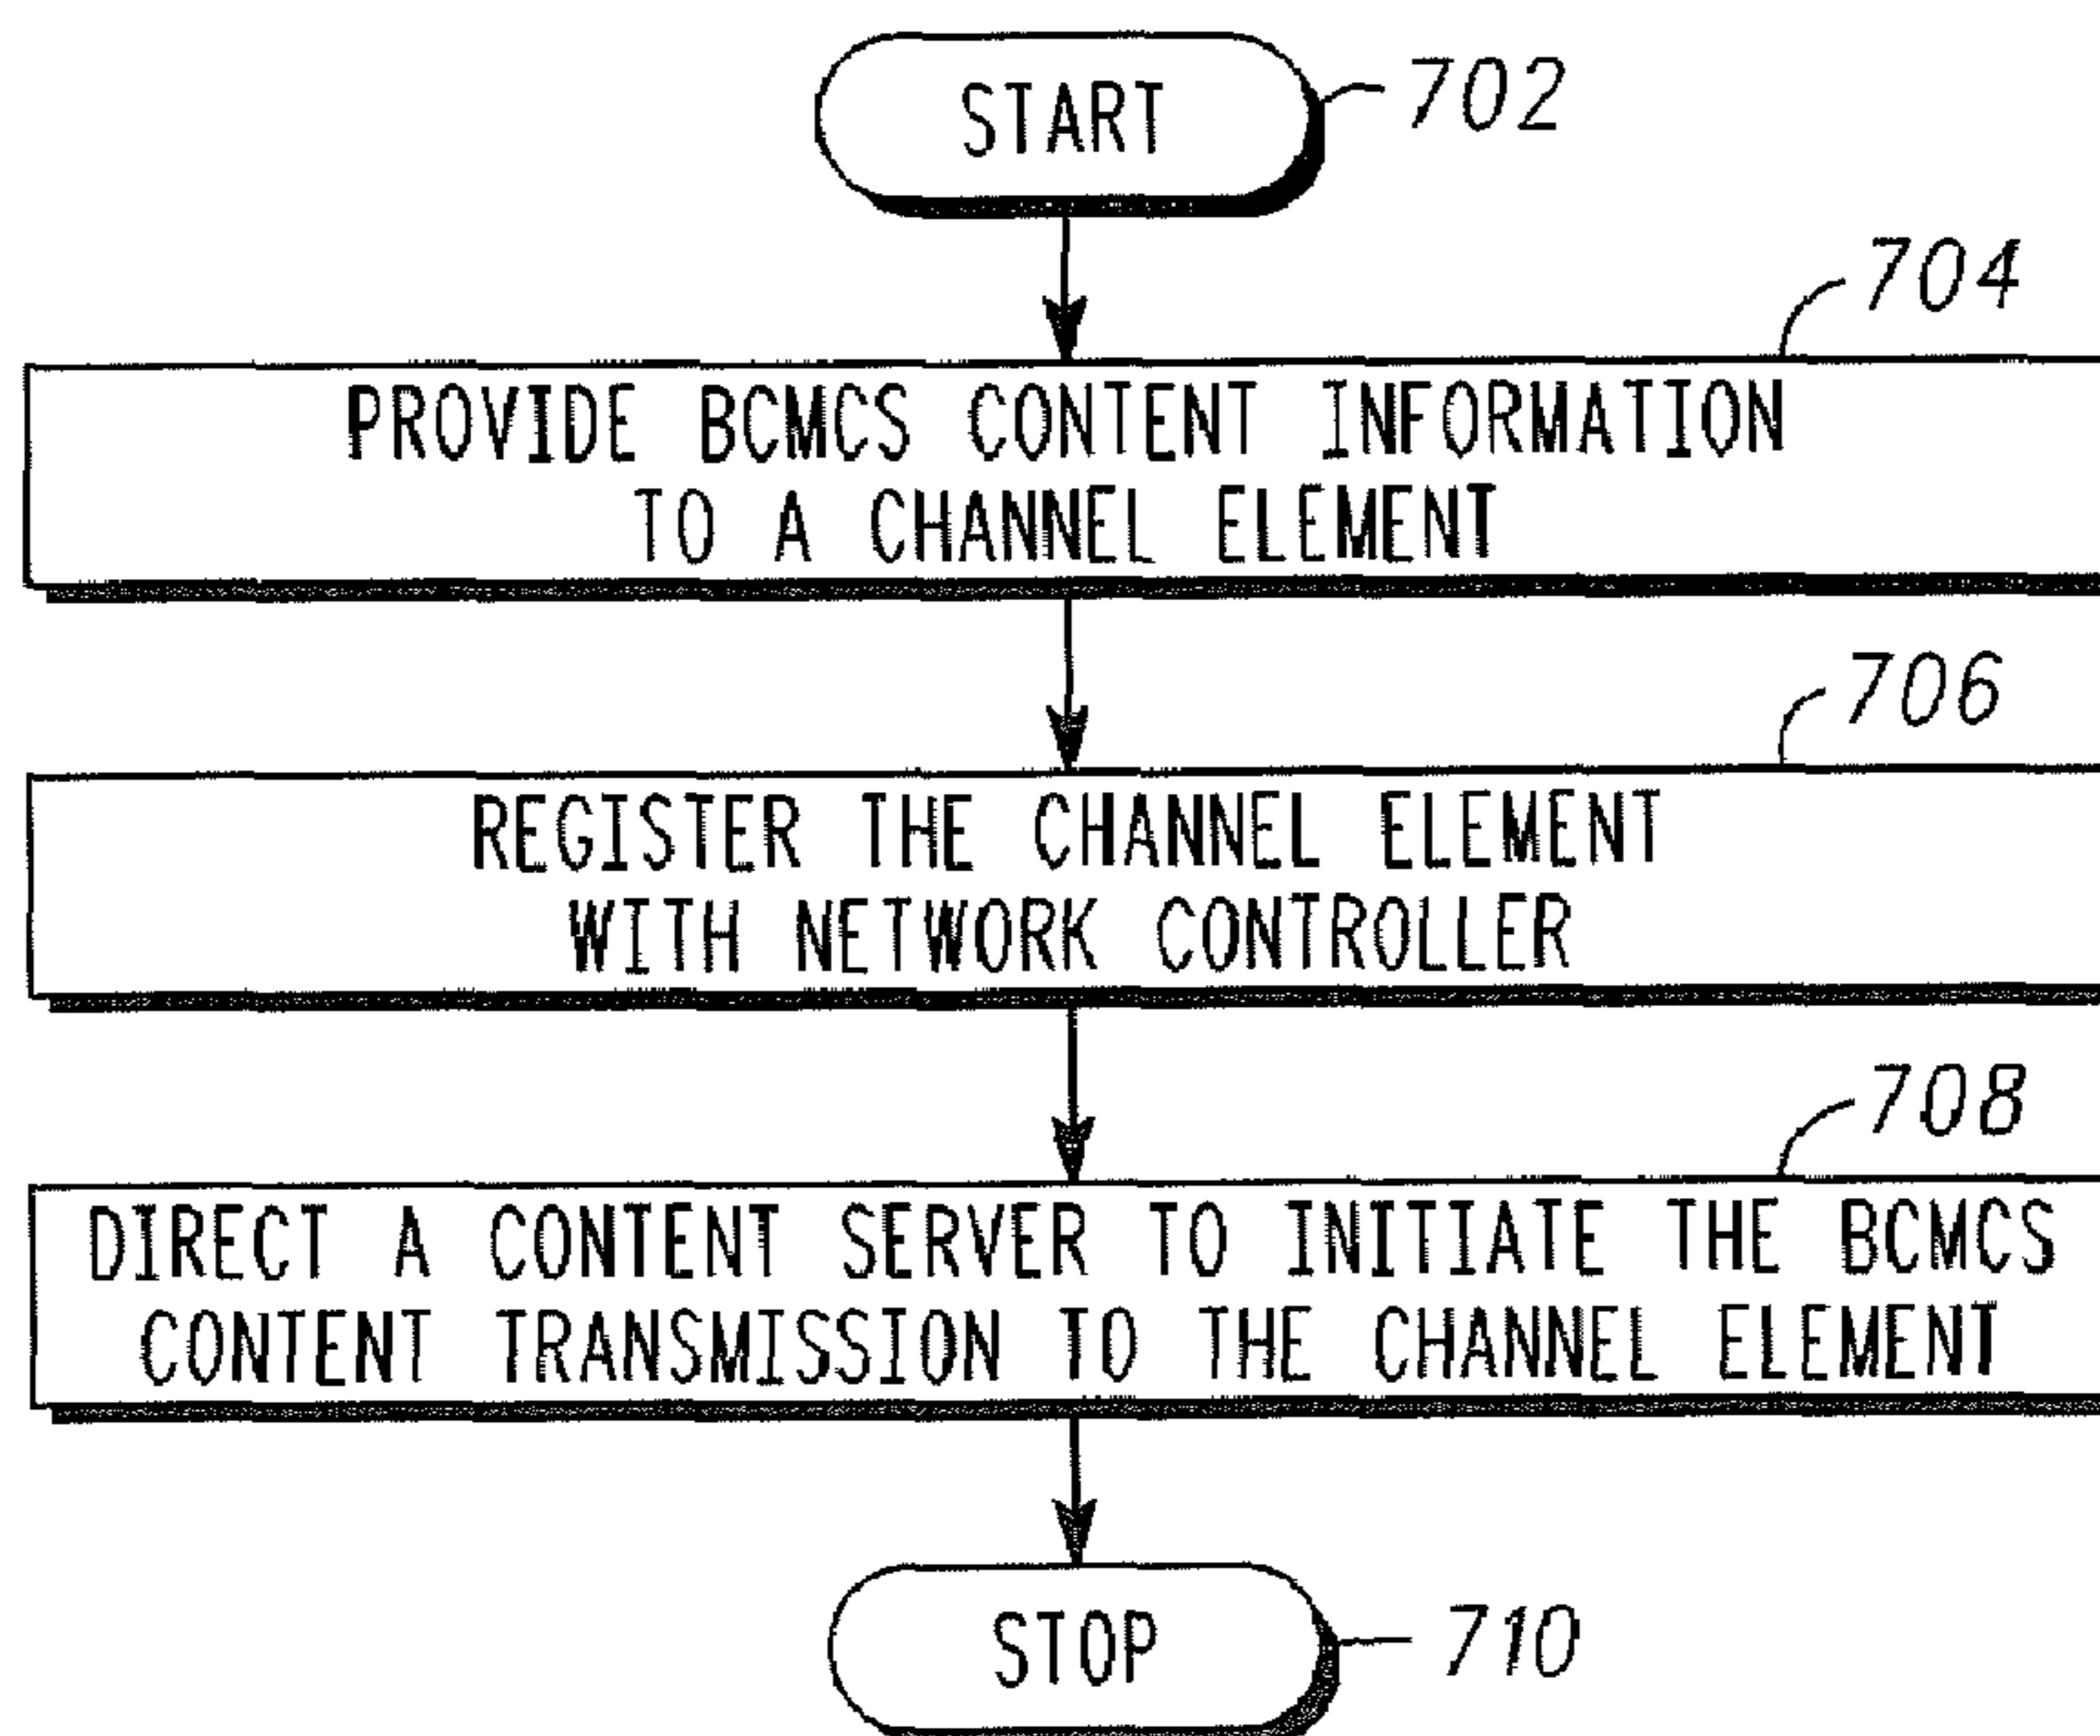 START
702
704
PROVIDE BCMCS CONTENT INFORMATION
TO A CHANNEL ELEMENT
706
REGISTER THE CHANNEL ELEMENT
WITH NETWORK CONTROLLER
708
DIRECT A CONTENT SERVER TO INITIATE THE BCMCS
CONTENT TRANSMISSION TO THE CHANNEL ELEMENT
STOP
710